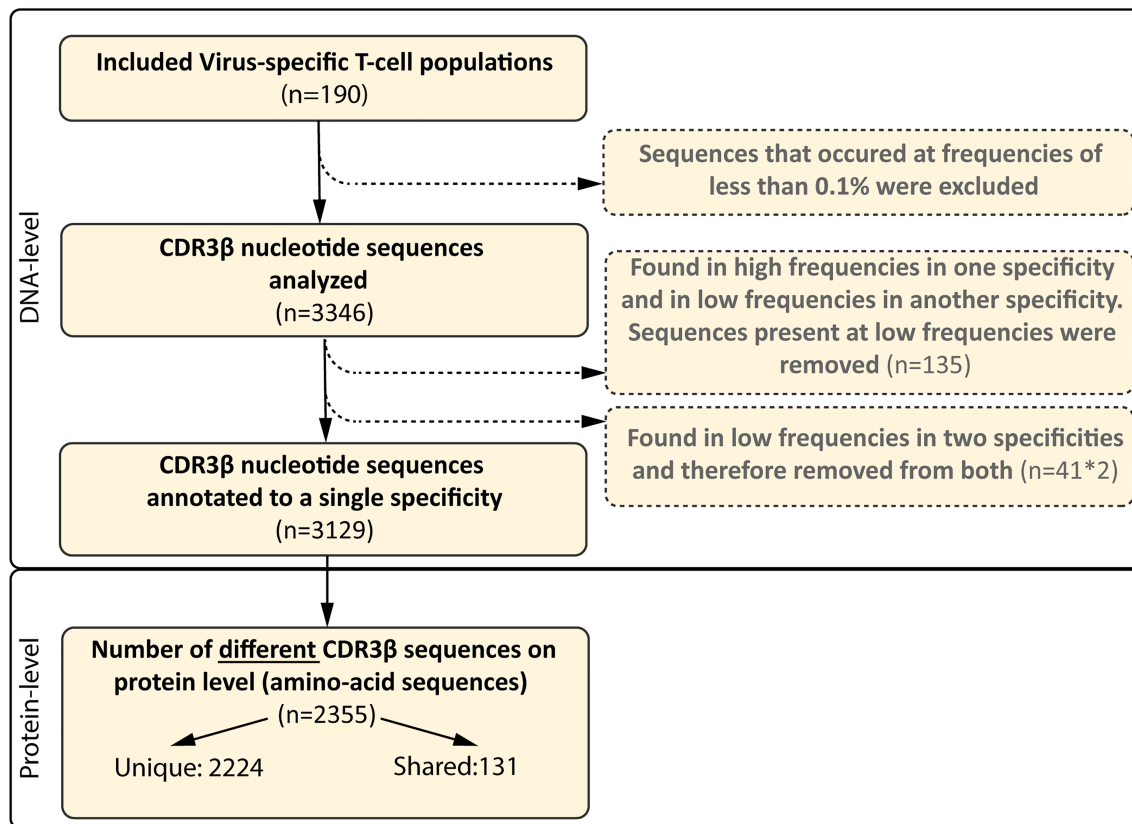 Included Virus-specific T-cell populations
(n=190)
Sequences that occured at frequencies of
less than 0.1% were excluded
DNA-level
CDR3β nucleotide sequences
analyzed
(n=3346)
Found in high frequencies in one specificity
and in low frequencies in another specificity.
Sequences present at low frequencies were
removed (n=135)
Found in low frequencies in two specificities
and therefore removed from both (n=41*2)
CDR3β nucleotide sequences
annotated to a single specificity
(n=3129)
Protein-level
Number of different CDR3β sequences on
protein level (amino-acid sequences)
(n=2355)
Unique: 2224
Shared:131